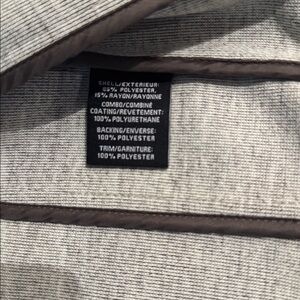 SHELL/EXTERIEUR:
85% POLYESTER,
15% RAYON/RAYONNE
COMBO/COMBINÉ
COATING/REVETEMENT:
100% POLYURETHANE
BACKING/ENVERSE:
100% POLYESTER
TRIM/GARNITURE:
100% POLYESTER